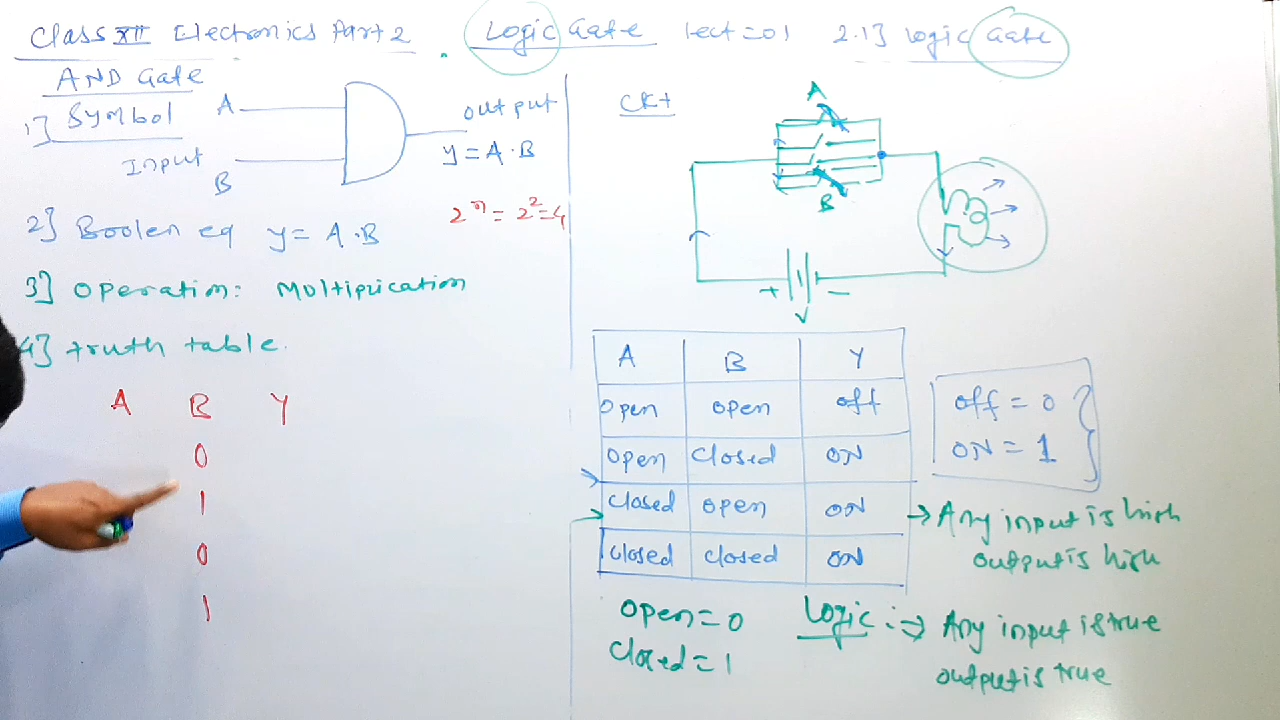 Class XII Electronics Part 2 Logic Gate lect=01 2.1] logic Gate
AND Gate
1] Symbol
A
Input
B
output
y = A·B
2^n = 2^2 = 4
2] Boolen eq y = A·B
3] Operation: Moltiplication
4] truth table.
A B Y
0
1
0
1
CKt
A
B
+ −
A B Y
open open off
open Closed ON
Closed open ON
Closed closed ON
off = 0
ON = 1
→ Any input is high
output is high
open = 0
Closed = 1
Logic :→ Any input is true
output is true